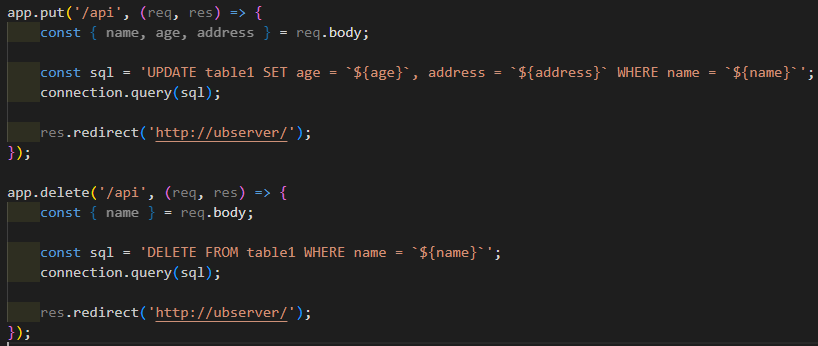 app.put('/api', (req, res) => {
    const { name, age, address } = req.body;
    const sql = 'UPDATE table1 SET age = `${age}`, address = `${address}` WHERE name = `${name}`';
    connection.query(sql);
    res.redirect('http://ubserver/');
});
app.delete('/api', (req, res) => {
    const { name } = req.body;
    const sql = 'DELETE FROM table1 WHERE name = `${name}`';
    connection.query(sql);
    res.redirect('http://ubserver/');
});